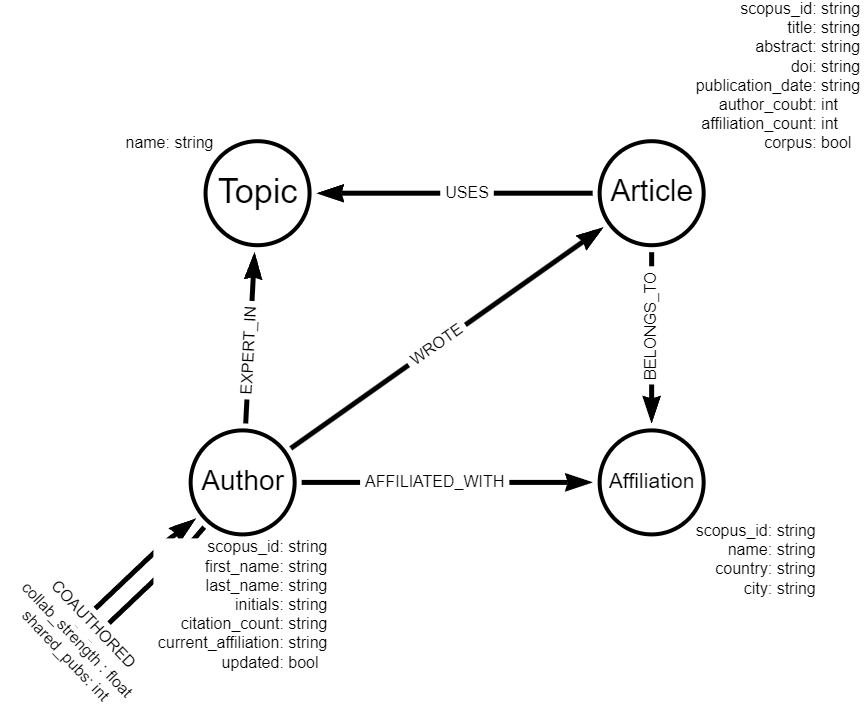 scopus_id: string
title: string
abstract: string
doi: string
publication_date: string
author_coubt: int
affiliation_count: int
corpus: bool
name: string
Topic
USES
Article
EXPERT_IN
WROTE
BELONGS_TO
Author
AFFILIATED_WITH
Affiliation
scopus_id: string
first_name: string
last_name: string
initials: string
citation_count: string
current_affiliation: string
updated: bool
scopus_id: string
name: string
country: string
city: string
COAUTHORED
collab_strength : float
shared_pubs: int